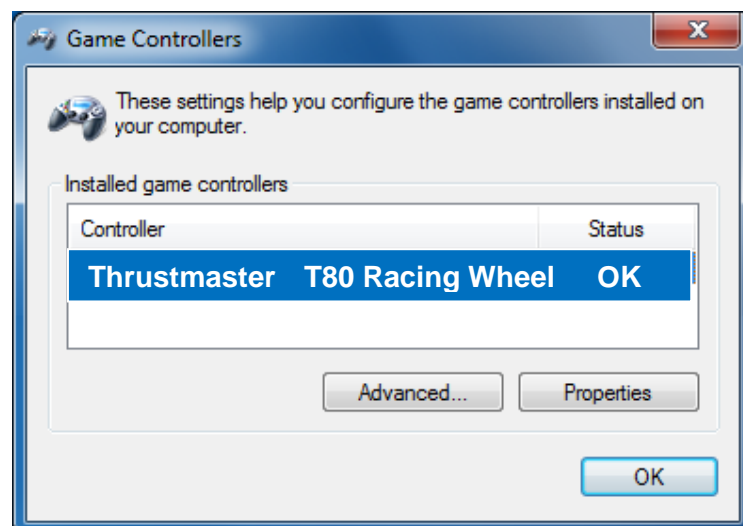 Game Controllers
These settings help you configure the game controllers installed on
your computer.
Installed game controllers
Controller Status
Thrustmaster T80 Racing Wheel OK
Advanced... Properties
OK